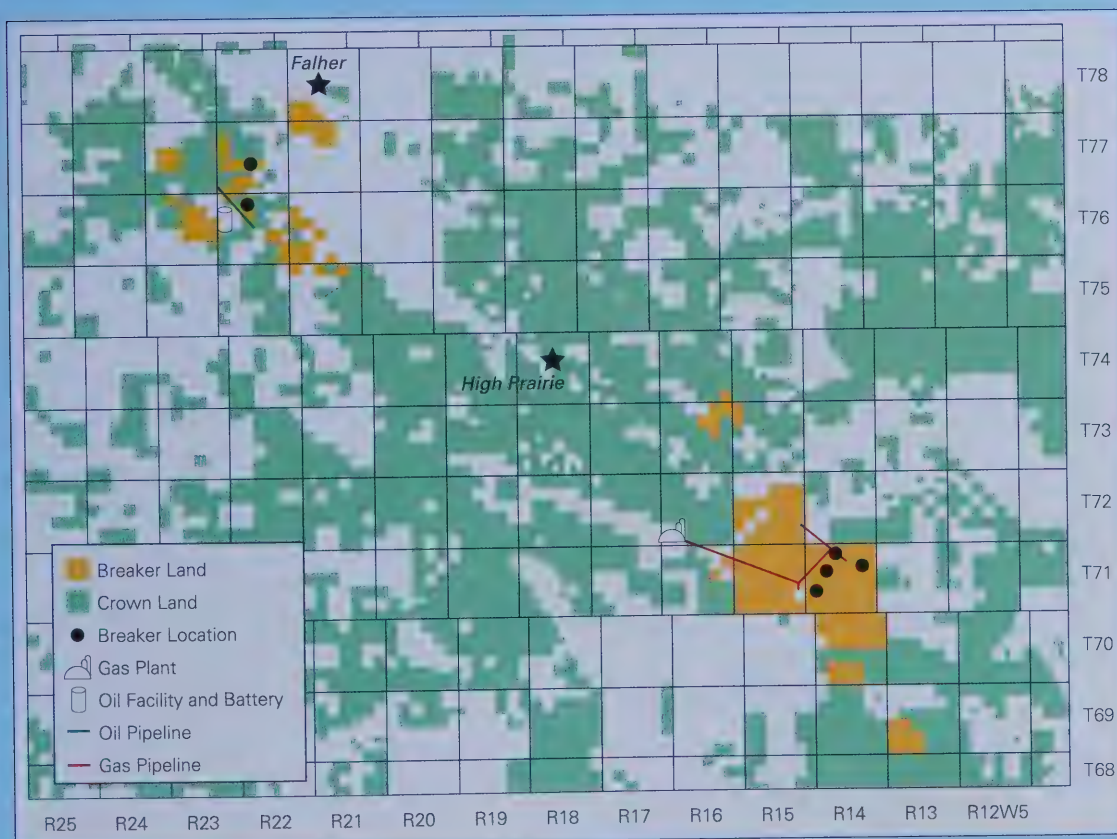 Falher
T78
T77
T76
T75
High Prairie
T74
T73
T72
T71
T70
T69
T68
Breaker Land
Crown Land
Breaker Location
Gas Plant
Oil Facility and Battery
Oil Pipeline
Gas Pipeline
R25 R24 R23 R22 R21 R20 R19 R18 R17 R16 R15 R14 R13 R12W5